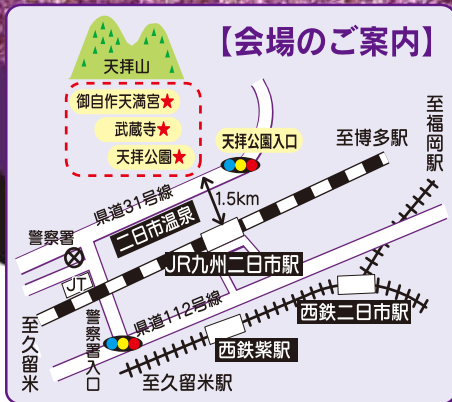 【会場のご案内】
天拝山
御自作天満宮★
武蔵寺★
天拝公園★
天拝公園入口
至博多駅
至福岡駅
県道31号線
1.5km
二日市温泉
警察署
JT
JR九州二日市駅
県道112号線
西鉄二日市駅
西鉄紫駅
至久留米
警察署入口
至久留米駅